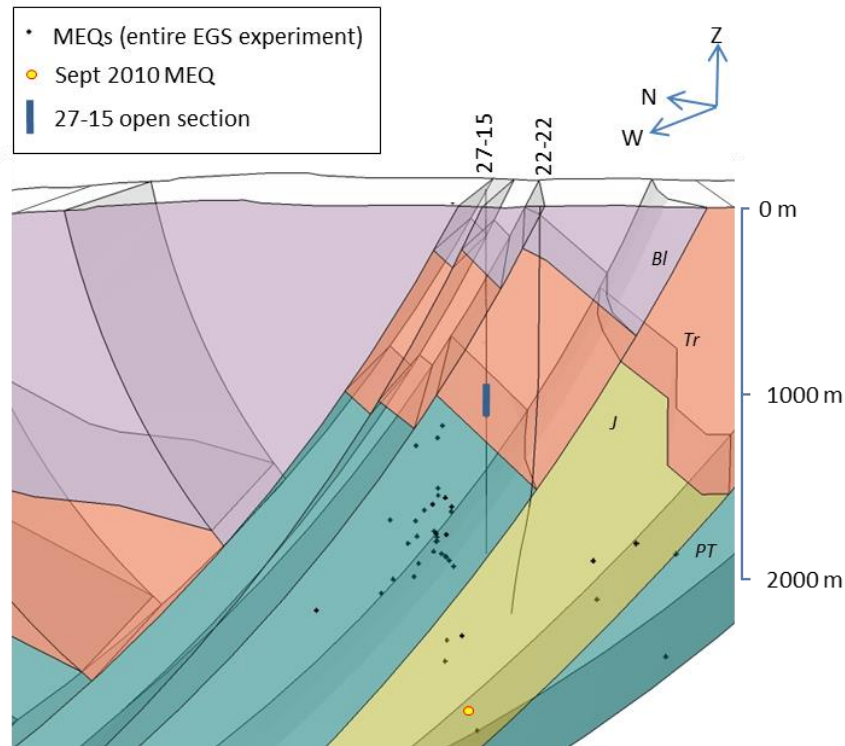 MEQs (entire EGS experiment)
Sept 2010 MEQ
27-15 open section
Z
N
W
27-15
22-22
0 m
Bl
Tr
1000 m
J
PT
2000 m